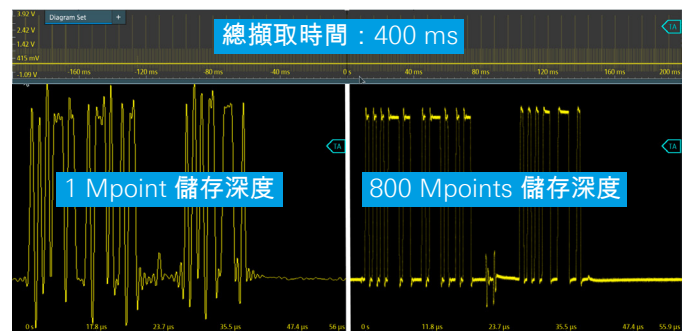 3.92 V
Diagram Set +
2.42 V
總擷取時間：400 ms
1A
1.42 V
415 mV
-1.09 V -160 ms -120 ms -80 ms -40 ms 0 s 40 ms 80 ms 120 ms 160 ms 200 ms
1A 1A
1 Mpoint 儲存深度 800 Mpoints 儲存深度
0 s 11.8 µs 23.7 µs 35.5 µs 47.4 µs 56 µs 0 s 11.8 µs 23.7 µs 35.5 µs 47.4 µs 55.9 µs